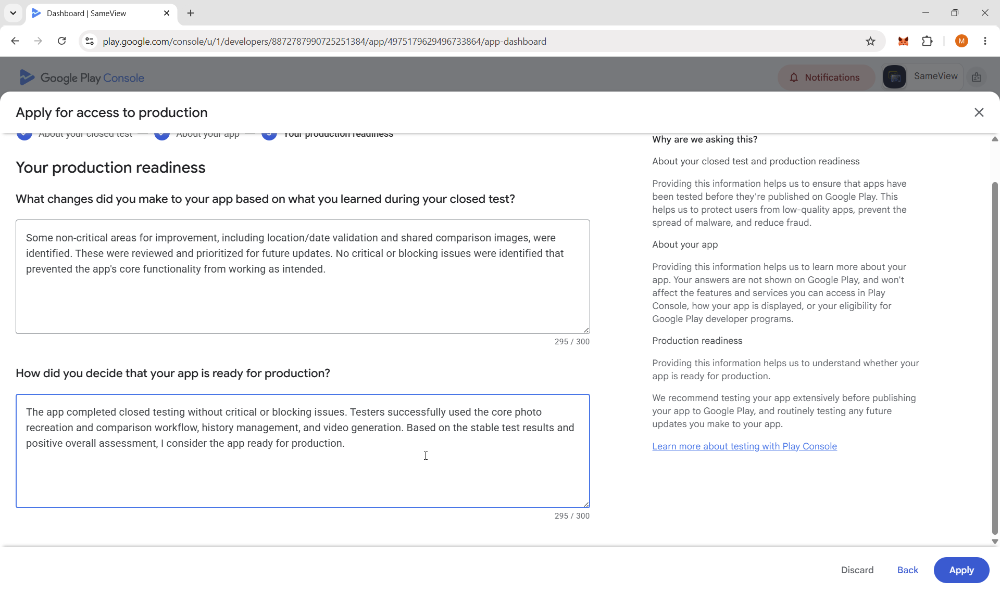 Dashboard | SameView
play.google.com/console/u/1/developers/8872787990725251384/app/4975179629496733864/app-dashboard
M
Google Play Console
Notifications
SameView
Apply for access to production
About your closed test
About your app
3 Your production readiness
Your production readiness
What changes did you make to your app based on what you learned during your closed test?
Some non-critical areas for improvement, including location/date validation and shared comparison images, were
identified. These were reviewed and prioritized for future updates. No critical or blocking issues were identified that
prevented the app's core functionality from working as intended.
295 / 300
How did you decide that your app is ready for production?
The app completed closed testing without critical or blocking issues. Testers successfully used the core photo
recreation and comparison workflow, history management, and video generation. Based on the stable test results and
positive overall assessment, I consider the app ready for production.
295 / 300
Why are we asking this?
About your closed test and production readiness
Providing this information helps us to ensure that apps have
been tested before they're published on Google Play. This
helps us to protect users from low-quality apps, prevent the
spread of malware, and reduce fraud.
About your app
Providing this information helps us to learn more about your
app. Your answers are not shown on Google Play, and won't
affect the features and services you can access in Play
Console, how your app is displayed, or your eligibility for
Google Play developer programs.
Production readiness
Providing this information helps us to understand whether your
app is ready for production.
We recommend testing your app extensively before publishing
your app to Google Play, and routinely testing any future
updates you make to your app.
Learn more about testing with Play Console
Discard
Back
Apply